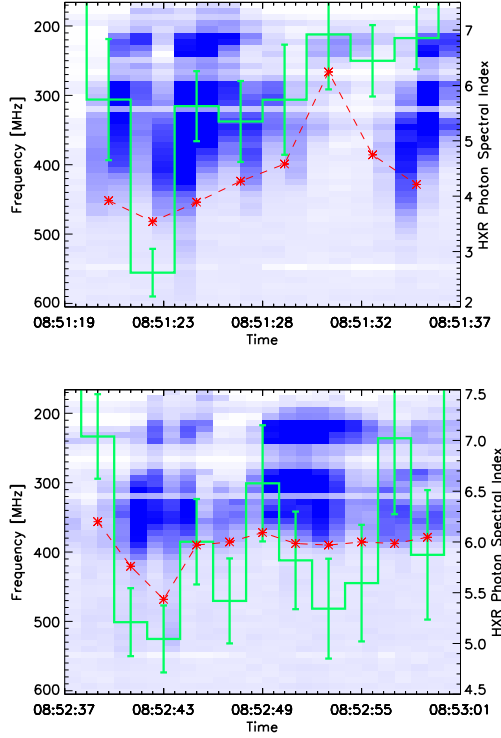 200
300
400
500
600
Frequency [MHz]
7
6
5
4
3
2
HXR Photon Spectral Index
08:51:19 08:51:23 08:51:28 08:51:32 08:51:37
Time
200
300
400
500
600
Frequency [MHz]
7.5
7.0
6.5
6.0
5.5
5.0
4.5
HXR Photon Spectral Index
08:52:37 08:52:43 08:52:49 08:52:55 08:53:01
Time